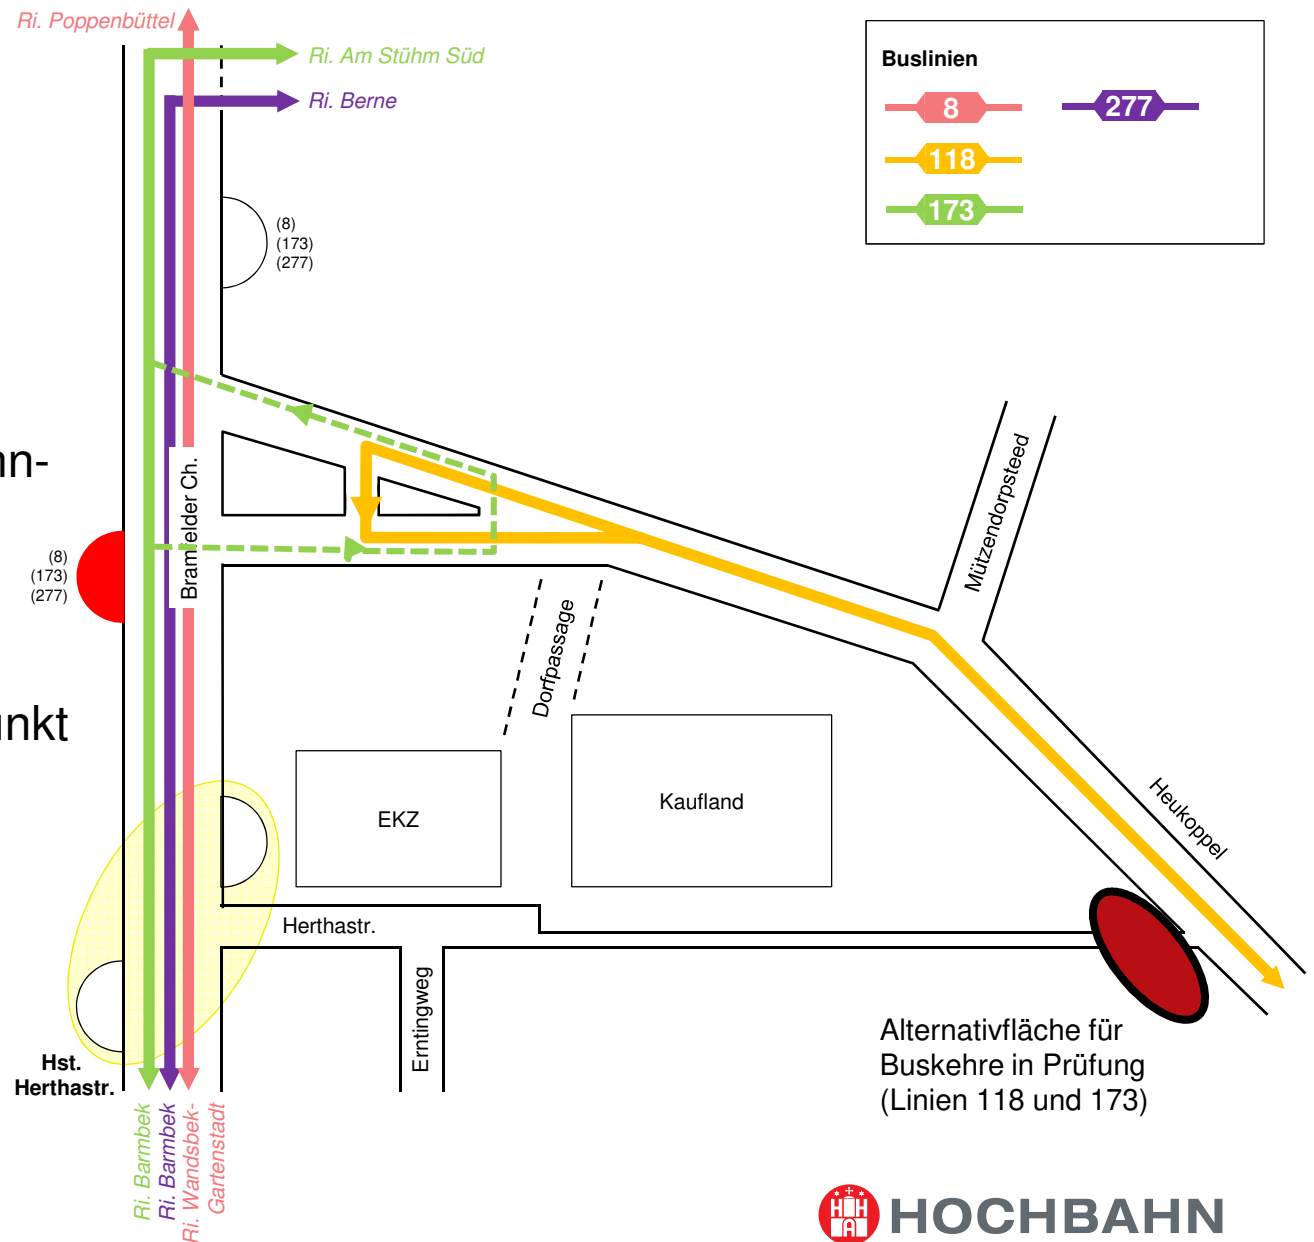 Ri. Poppenbüttel
Ri. Am Stühm Süd
Ri. Berne
Buslinien
8
277
118
173
(8)
(173)
(277)
nn-
Bramfelder Ch.
Mützendorpsteed
(8)
(173)
(277)
Dorfpassage
unkt
EKZ
Kaufland
Heukoppel
Herthastr.
Erntingweg
Hst.
Herthastr.
Alternativfläche für
Buskehre in Prüfung
(Linien 118 und 173)
Ri. Barmbek
Ri. Barmbek
Ri. Wandsbek-
Gartenstadt
HOCHBAHN